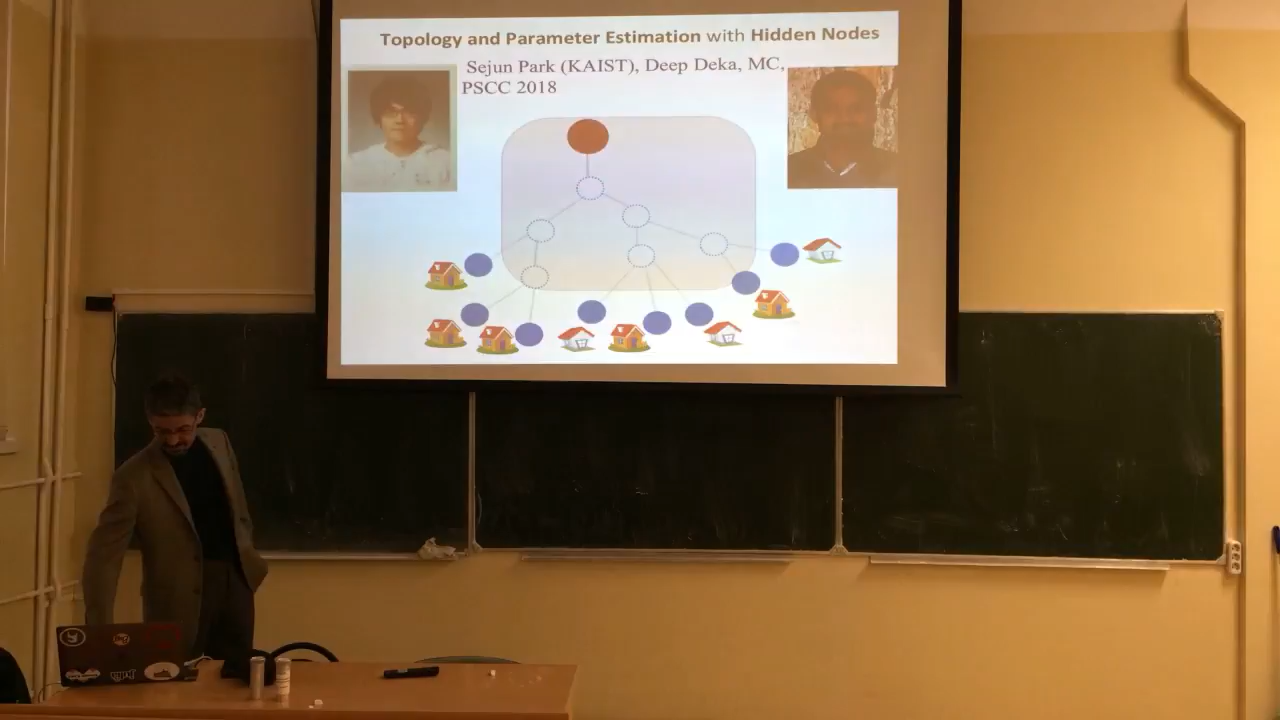 Topology and Parameter Estimation with Hidden Nodes
Sejun Park (KAIST), Deep Deka, MC,
PSCC 2018